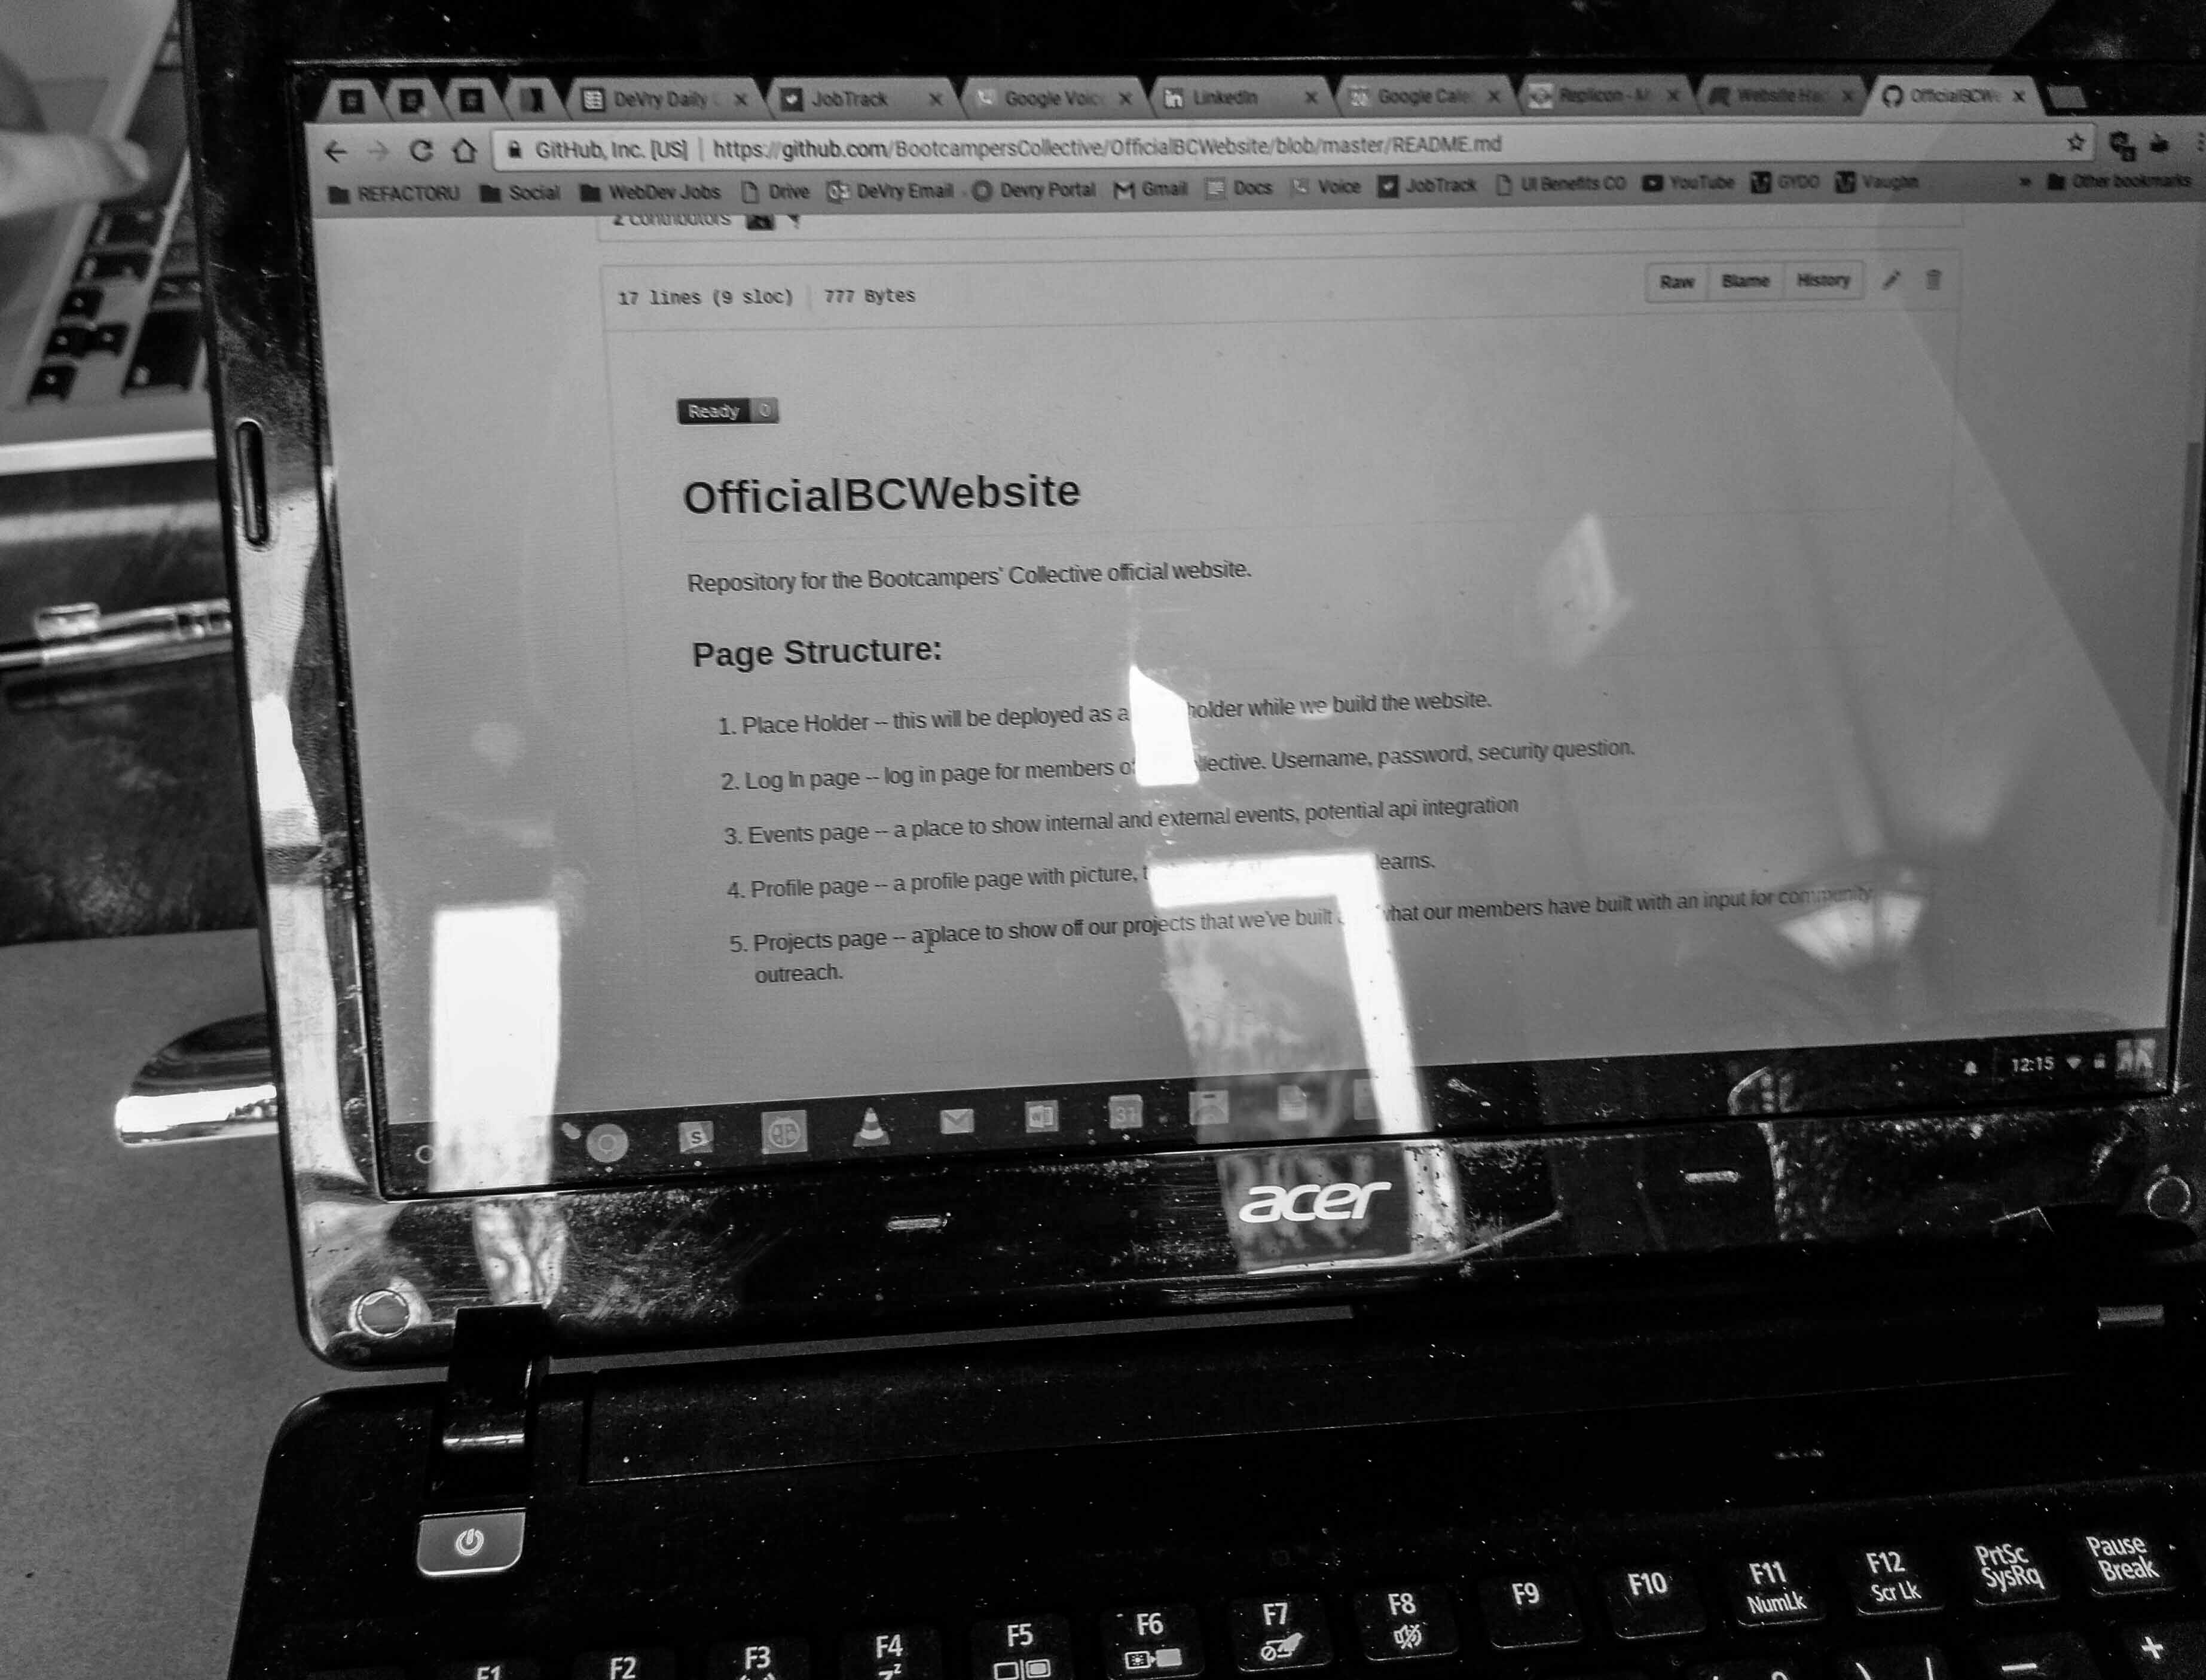 DeVry Daily
JobTrack
Google Voic
LinkedIn
Google Cale
Replicon - M
Website Ha
OfficialBCW
GitHub, Inc. [US] | https://github.com/BootcampersCollective/OfficialBCWebsite/blob/master/README.md
REFACTORU Social WebDev Jobs Drive DeVry Email Devry Portal Gmail Docs Voice JobTrack UI Benefits CO YouTube GYDO Vaughn » Other bookmarks
2 contributors
17 lines (9 sloc) 777 Bytes
Raw Blame History
Ready 0
OfficialBCWebsite
Repository for the Bootcampers' Collective official website.
Page Structure:
1. Place Holder -- this will be deployed as a holder while we build the website.
2. Log In page -- log in page for members llective. Username, password, security question.
3. Events page -- a place to show internal and external events, potential api integration
4. Profile page -- a profile page with picture, learns.
5. Projects page -- a place to show off our projects that we've built what our members have built with an input for community
outreach.
31
12:15
acer
F1 F2 F3 F4 F5 F6 F7 F8 F9 F10 F11 F12 PrtSc Pause
NumLk Scr Lk SysRq Break